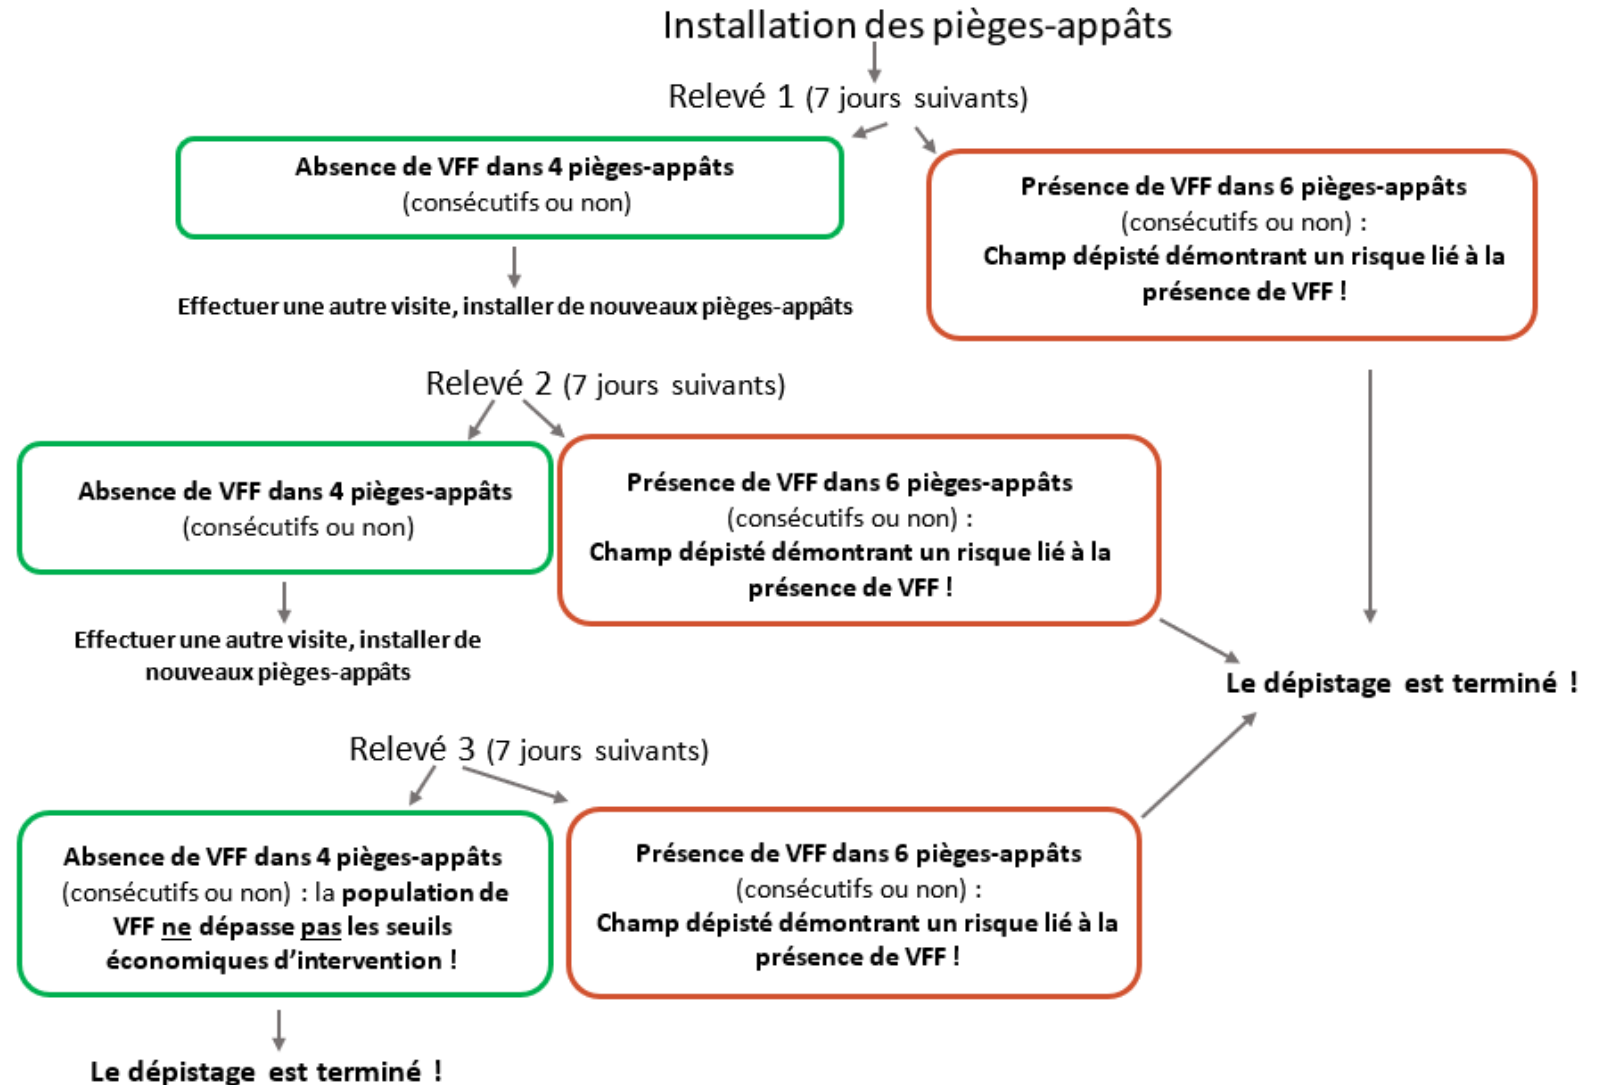 Installation des pièges-appâts
Relevé 1 (7 jours suivants)
Absence de VFF dans 4 pièges-appâts
(consécutifs ou non)
Présence de VFF dans 6 pièges-appâts
(consécutifs ou non) :
Champ dépisté démontrant un risque lié à la
présence de VFF !
Effectuer une autre visite, installer de nouveaux pièges-appâts
Relevé 2 (7 jours suivants)
Absence de VFF dans 4 pièges-appâts
(consécutifs ou non)
Présence de VFF dans 6 pièges-appâts
(consécutifs ou non) :
Champ dépisté démontrant un risque lié à la
présence de VFF !
Effectuer une autre visite, installer de
nouveaux pièges-appâts
Le dépistage est terminé !
Relevé 3 (7 jours suivants)
Absence de VFF dans 4 pièges-appâts
(consécutifs ou non) : la population de
VFF ne dépasse pas les seuils
économiques d’intervention !
Présence de VFF dans 6 pièges-appâts
(consécutifs ou non) :
Champ dépisté démontrant un risque lié à la
présence de VFF !
Le dépistage est terminé !